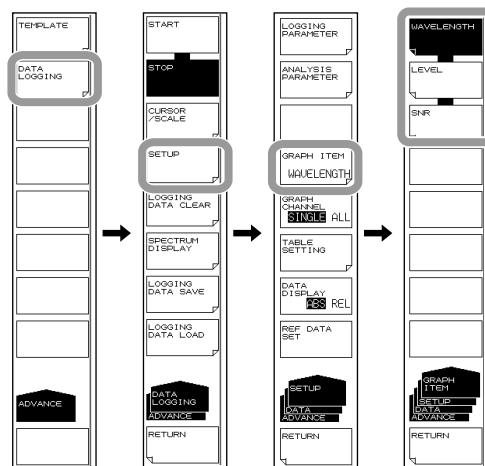 TEMPLATE
DATA
LOGGING
ADVANCE
START
STOP
CURSOR
/SCALE
SETUP
LOGGING
DATA CLEAR
SPECTRUM
DISPLAY
LOGGING
DATA SAVE
LOGGING
DATA LOAD
DATA
LOGGING
ADVANCE
RETURN
LOGGING
PARAMETER
ANALYSIS
PARAMETER
GRAPH ITEM
WAVELENGTH
GRAPH
CHANNEL
SINGLE ALL
TABLE
SETTING
DATA
DISPLAY
ABS REL
REF DATA
SET
SETUP
DATA
ADVANCE
RETURN
WAVELENGTH
LEVEL
SNR
GRAPH
ITEM
SETUP
DATA
ADVANCE
RETURN